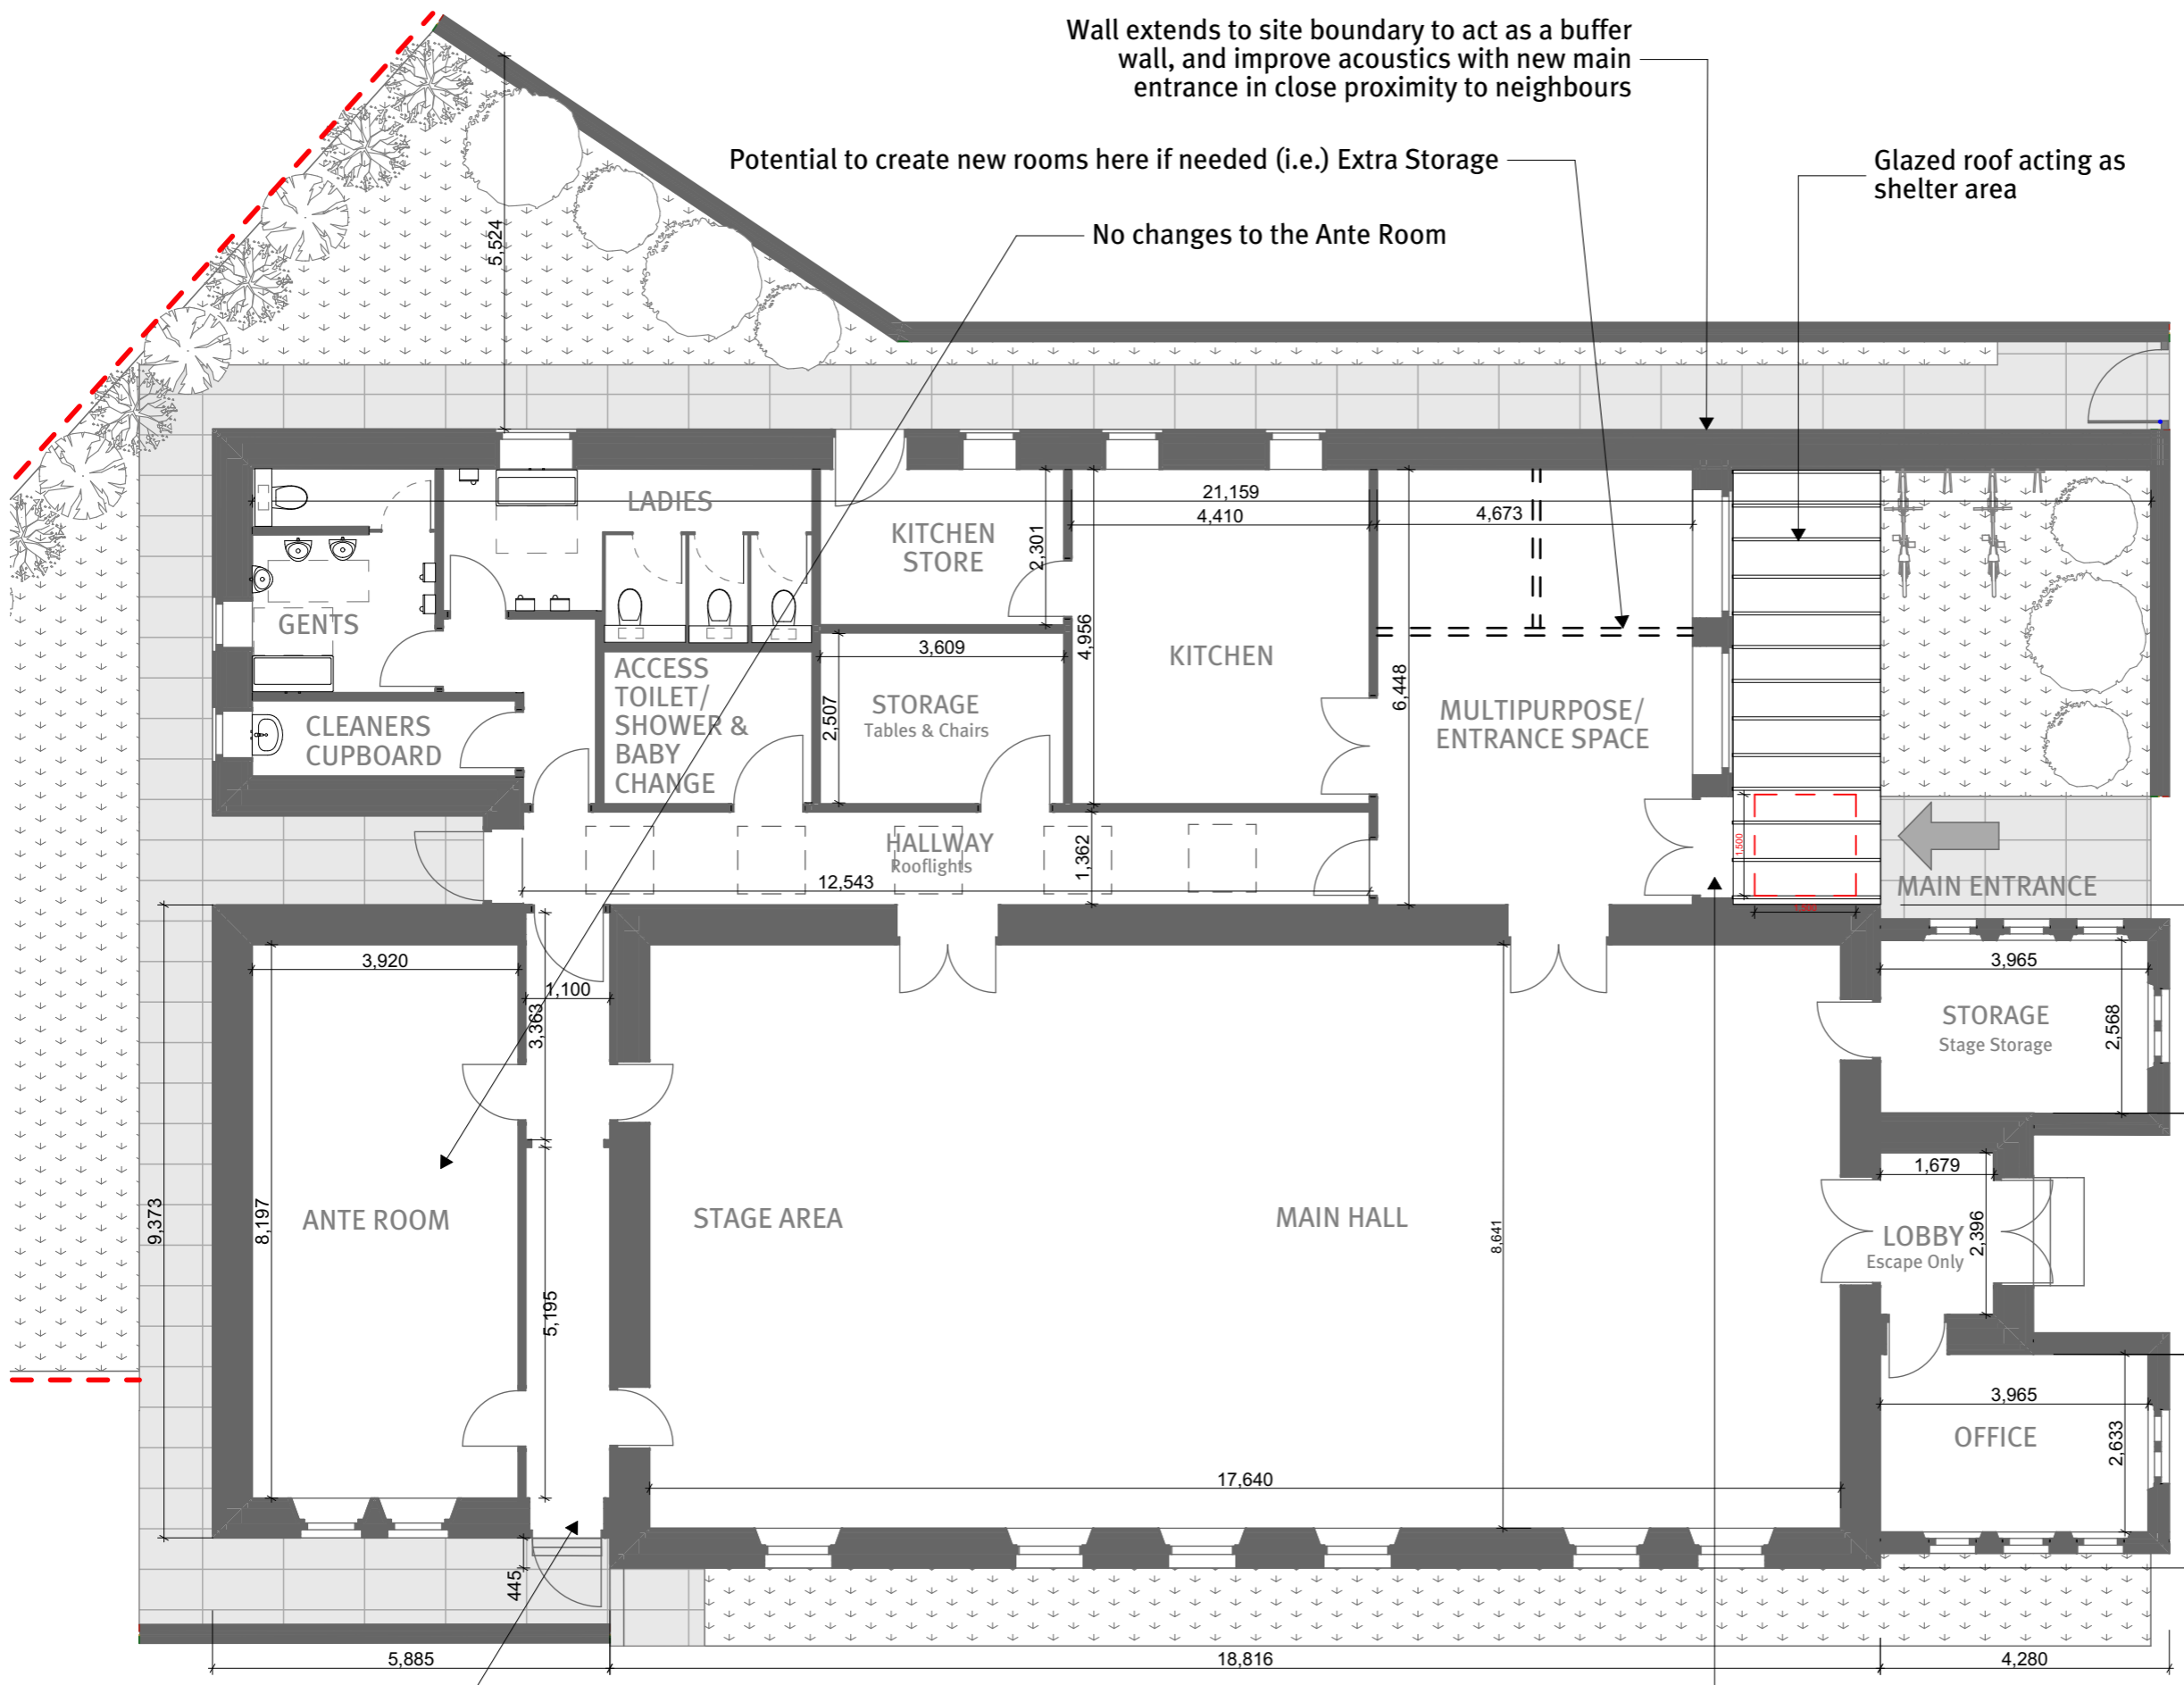 Wall extends to site boundary to act as a buffer
wall, and improve acoustics with new main
entrance in close proximity to neighbours
Potential to create new rooms here if needed (i.e.) Extra Storage
Glazed roof acting as
shelter area
No changes to the Ante Room
5,524
21,159
4,410
4,673
LADIES
KITCHEN
STORE
2,301
GENTS
4,956
6,448
KITCHEN
3,609
ACCESS
TOILET/
SHOWER &
BABY
CHANGE
STORAGE
Tables & Chairs
2,507
MULTIPURPOSE/
ENTRANCE SPACE
CLEANERS
CUPBOARD
HALLWAY
Rooflights
12,543
1,362
1,500
1,500
MAIN ENTRANCE
3,920
1,100
3,363
3,965
STORAGE
Stage Storage
2,568
9,373
8,197
ANTE ROOM
STAGE AREA
MAIN HALL
8,641
1,679
LOBBY
Escape Only
2,396
5,195
3,965
OFFICE
2,633
17,640
445
5,885
18,816
4,280